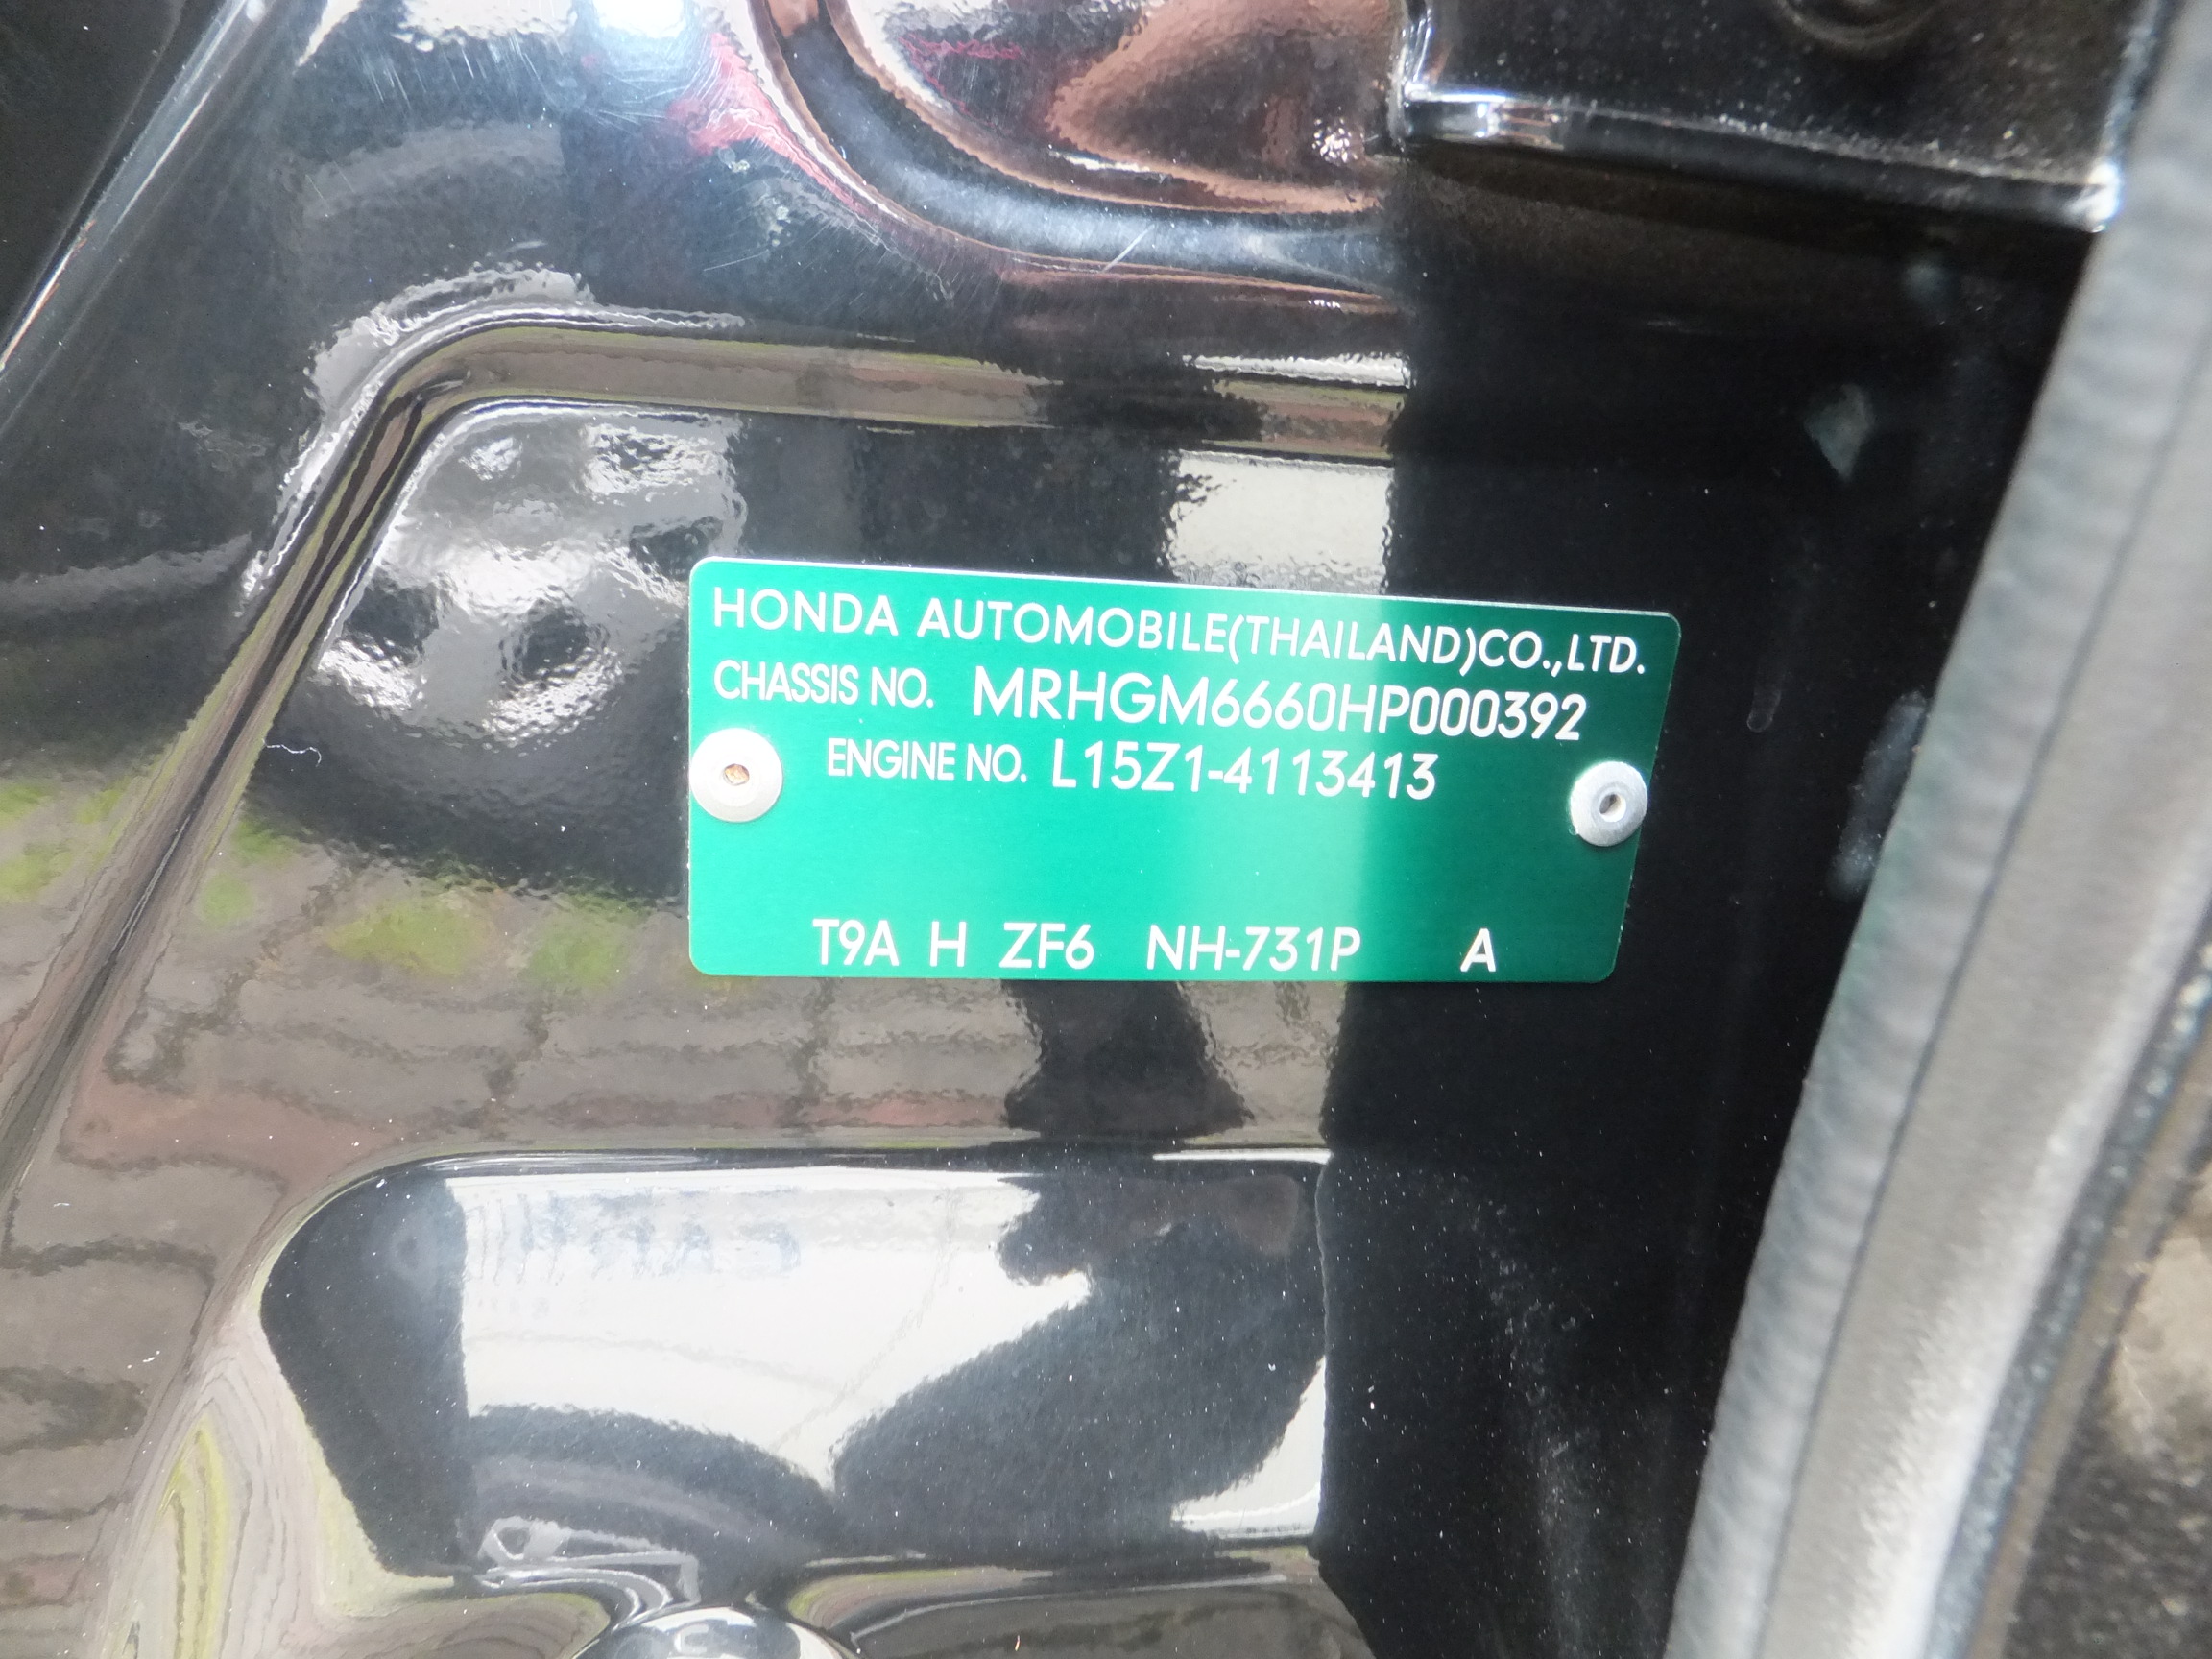 HONDA AUTOMOBILE(THAILAND)CO.,LTD.
CHASSIS NO. MRHGM6660HP000392
ENGINE NO. L15Z1-4113413
T9A H ZF6 NH-731P A